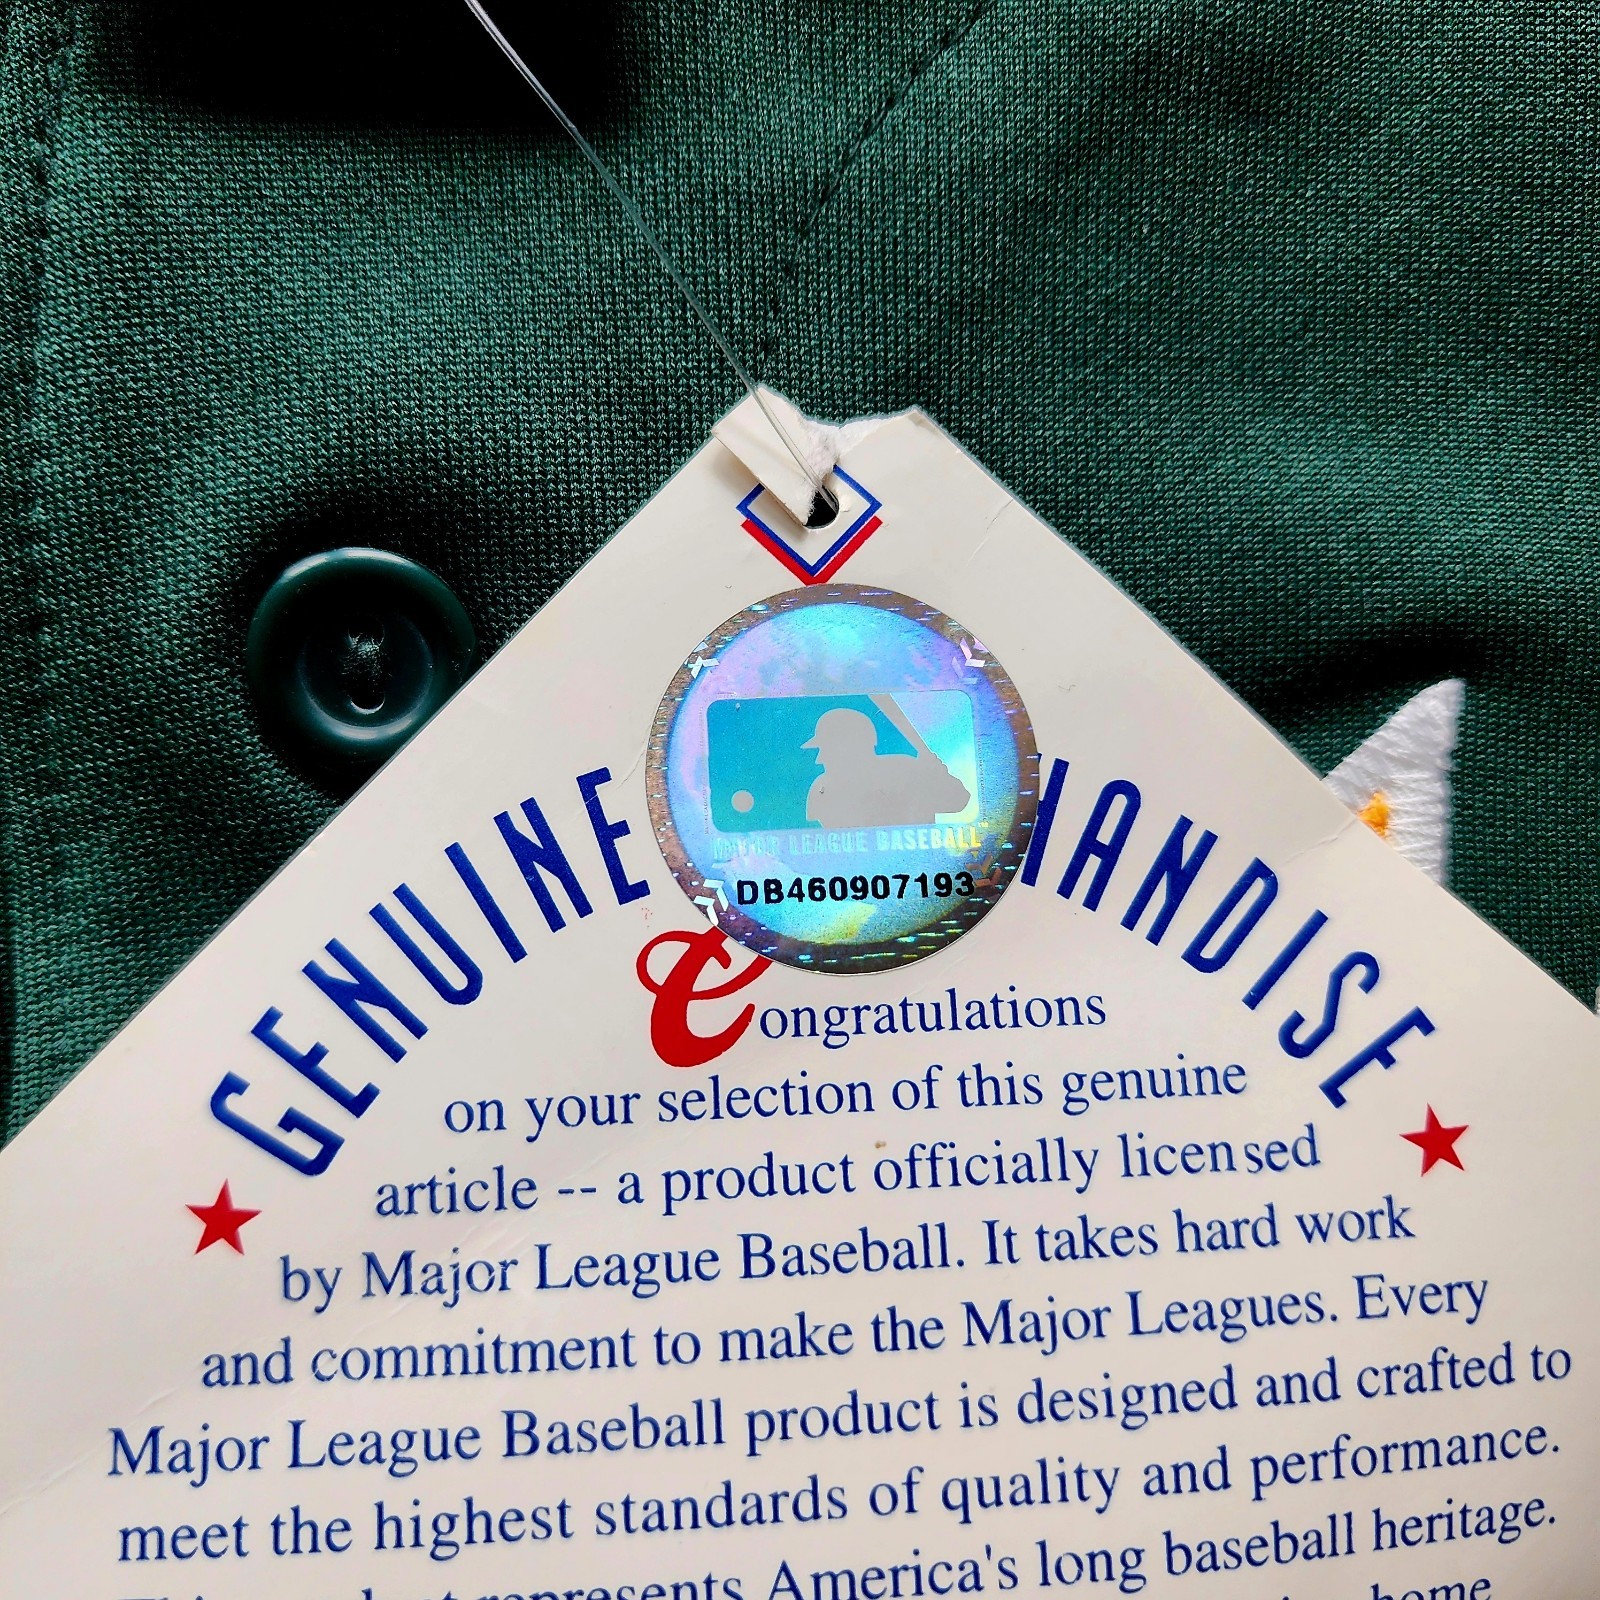 GENUINE
MAJOR LEAGUE BASEBALL
DB460907193
Congratulations
on your selection of this genuine
article -- a product officially licensed
by Major League Baseball. It takes hard work
and commitment to make the Major Leagues. Every
Major League Baseball product is designed and crafted to
meet the highest standards of quality and performance.
represents America's long baseball heritage.
home